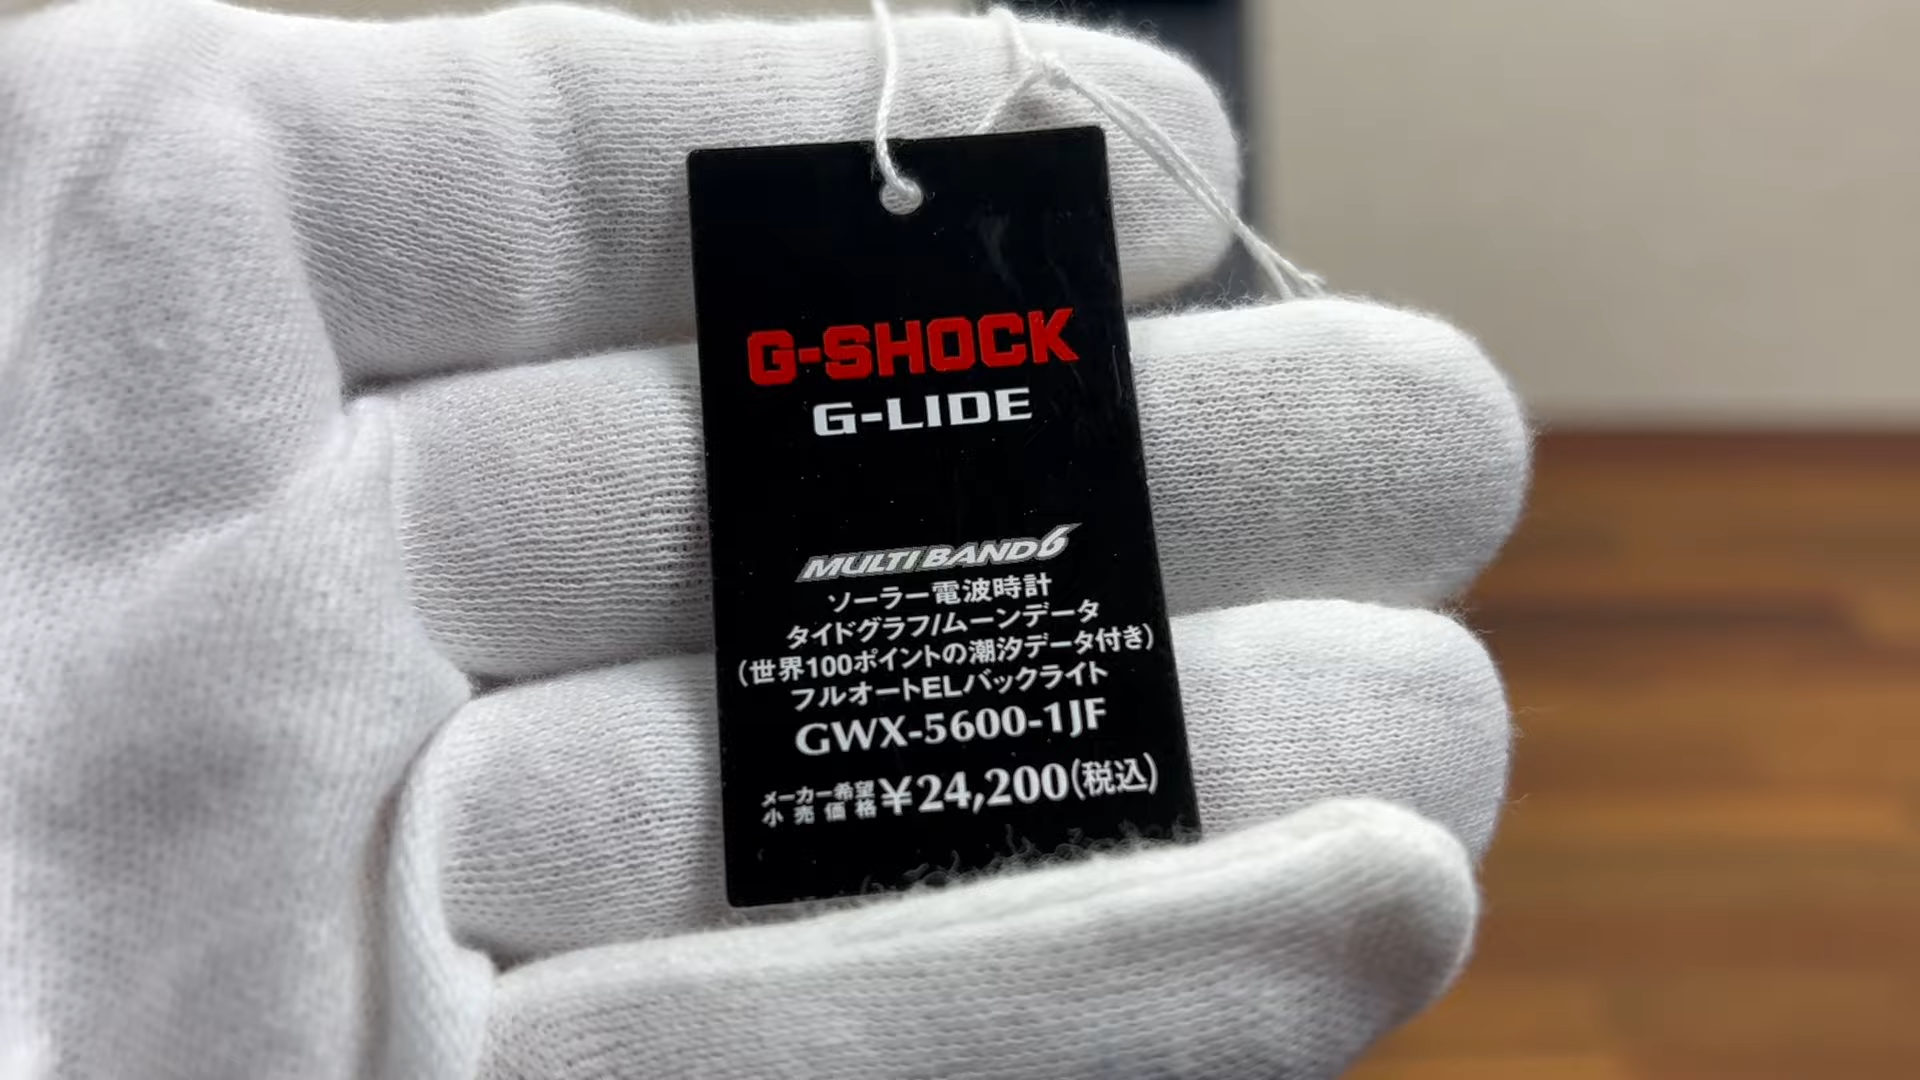 G-SHOCK
G-LIDE
MULTI BAND 6
ソーラー電波時計
タイドグラフ/ムーンデータ
(世界100ポイントの潮汐データ付き)
フルオートELバックライト
GWX-5600-1JF
メーカー希望小売価格 ¥24,200(税込)